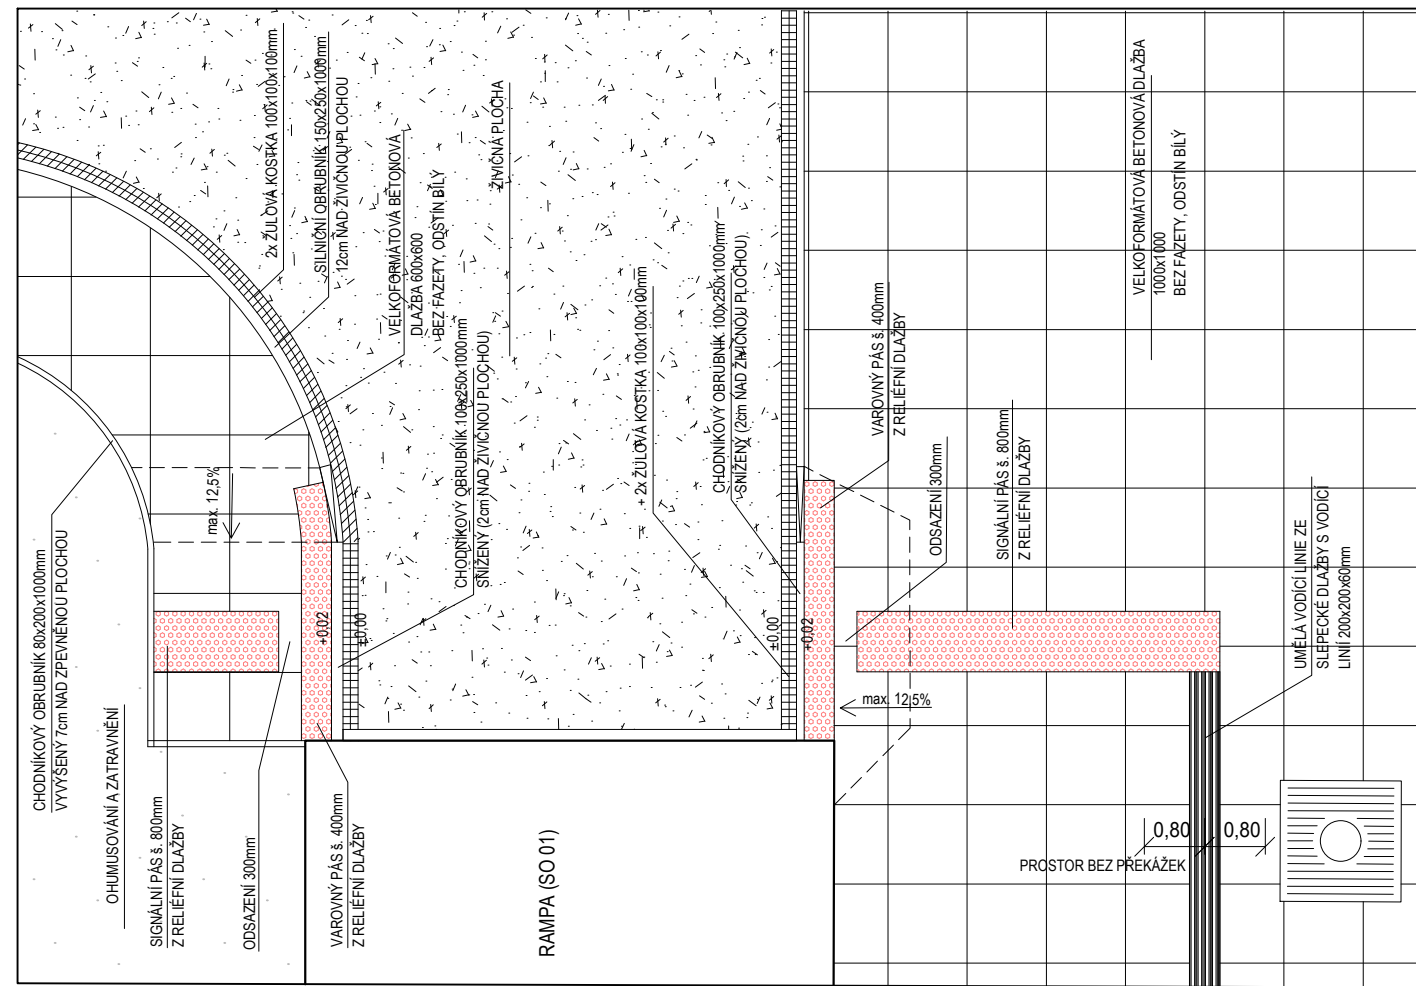 2x ŽULOVÁ KOSTKA 100x100x100mm
SILNIČNÍ OBRUBNÍK 150x250x1000mm
12cm NAD ŽIVIČNOU PLOCHOU
VELKOFORMÁTOVÁ BETONOVÁ
DLAŽBA 600x600
BEZ FAZETY, ODSTÍN BÍLÝ
ŽIVIČNÁ PLOCHA
CHODNÍKOVÝ OBRUBNÍK 100x250x1000mm
SNÍŽENÝ (2cm NAD ŽIVIČNOU PLOCHOU)
+ 2x ŽULOVÁ KOSTKA 100x100x100mm
CHODNÍKOVÝ OBRUBNÍK 100x250x1000mm
SNÍŽENÝ (2cm NAD ŽIVIČNOU PLOCHOU)
VAROVNÝ PÁS š. 400mm
Z RELIÉFNÍ DLAŽBY
ODSAZENÍ 300mm
SIGNÁLNÍ PÁS š. 800mm
Z RELIÉFNÍ DLAŽBY
VELKOFORMÁTOVÁ BETONOVÁ DLAŽBA
1000x1000
BEZ FAZETY, ODSTÍN BÍLÝ
UMĚLÁ VODÍCÍ LINIE ZE
SLEPECKÉ DLAŽBY S VODÍCÍ
LINIÍ 200x200x60mm
max. 12,5%
+0,02
±0,00
±0,00
+0,02
max. 12,5%
CHODNÍKOVÝ OBRUBNÍK 80x200x1000mm
VYVÝŠENÝ 7cm NAD ZPEVNĚNOU PLOCHOU
OHUMUSOVÁNÍ A ZATRAVNĚNÍ
SIGNÁLNÍ PÁS š. 800mm
Z RELIÉFNÍ DLAŽBY
ODSAZENÍ 300mm
VAROVNÝ PÁS š. 400mm
Z RELIÉFNÍ DLAŽBY
RAMPA (SO 01)
0,80
0,80
PROSTOR BEZ PŘEKÁŽEK